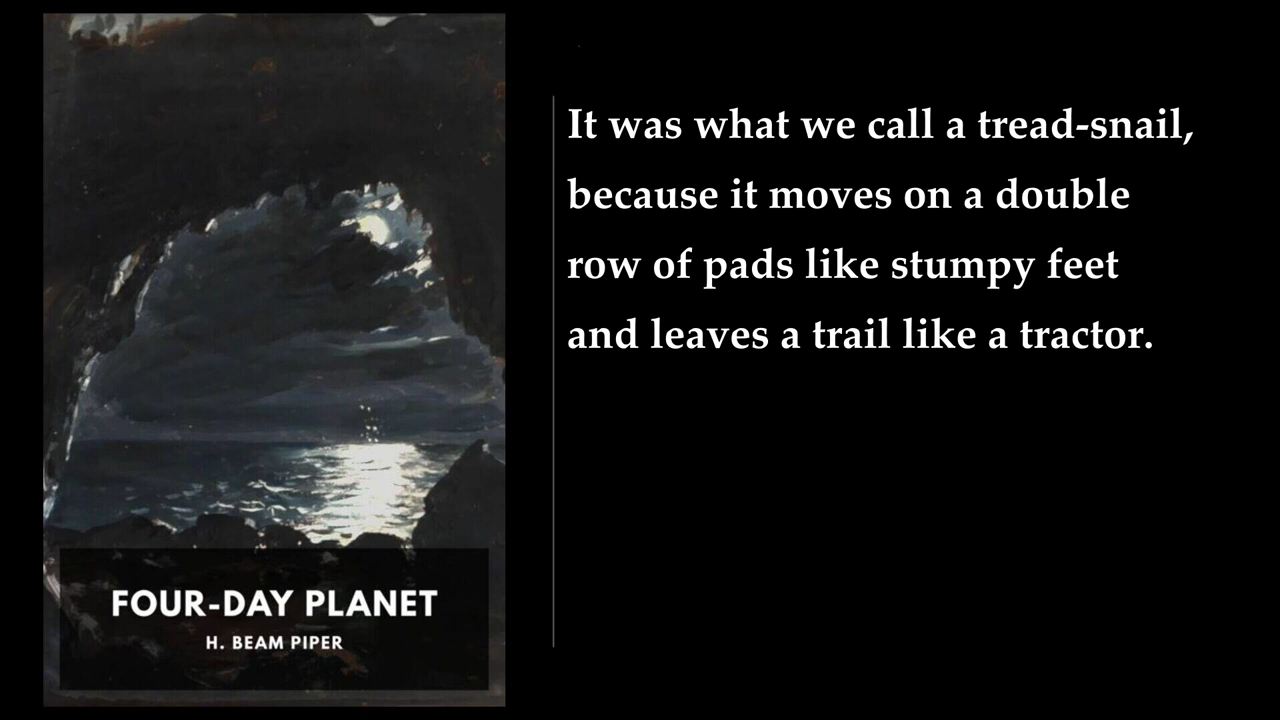 It was what we call a tread-snail,
because it moves on a double
row of pads like stumpy feet
and leaves a trail like a tractor.
FOUR-DAY PLANET
H. BEAM PIPER